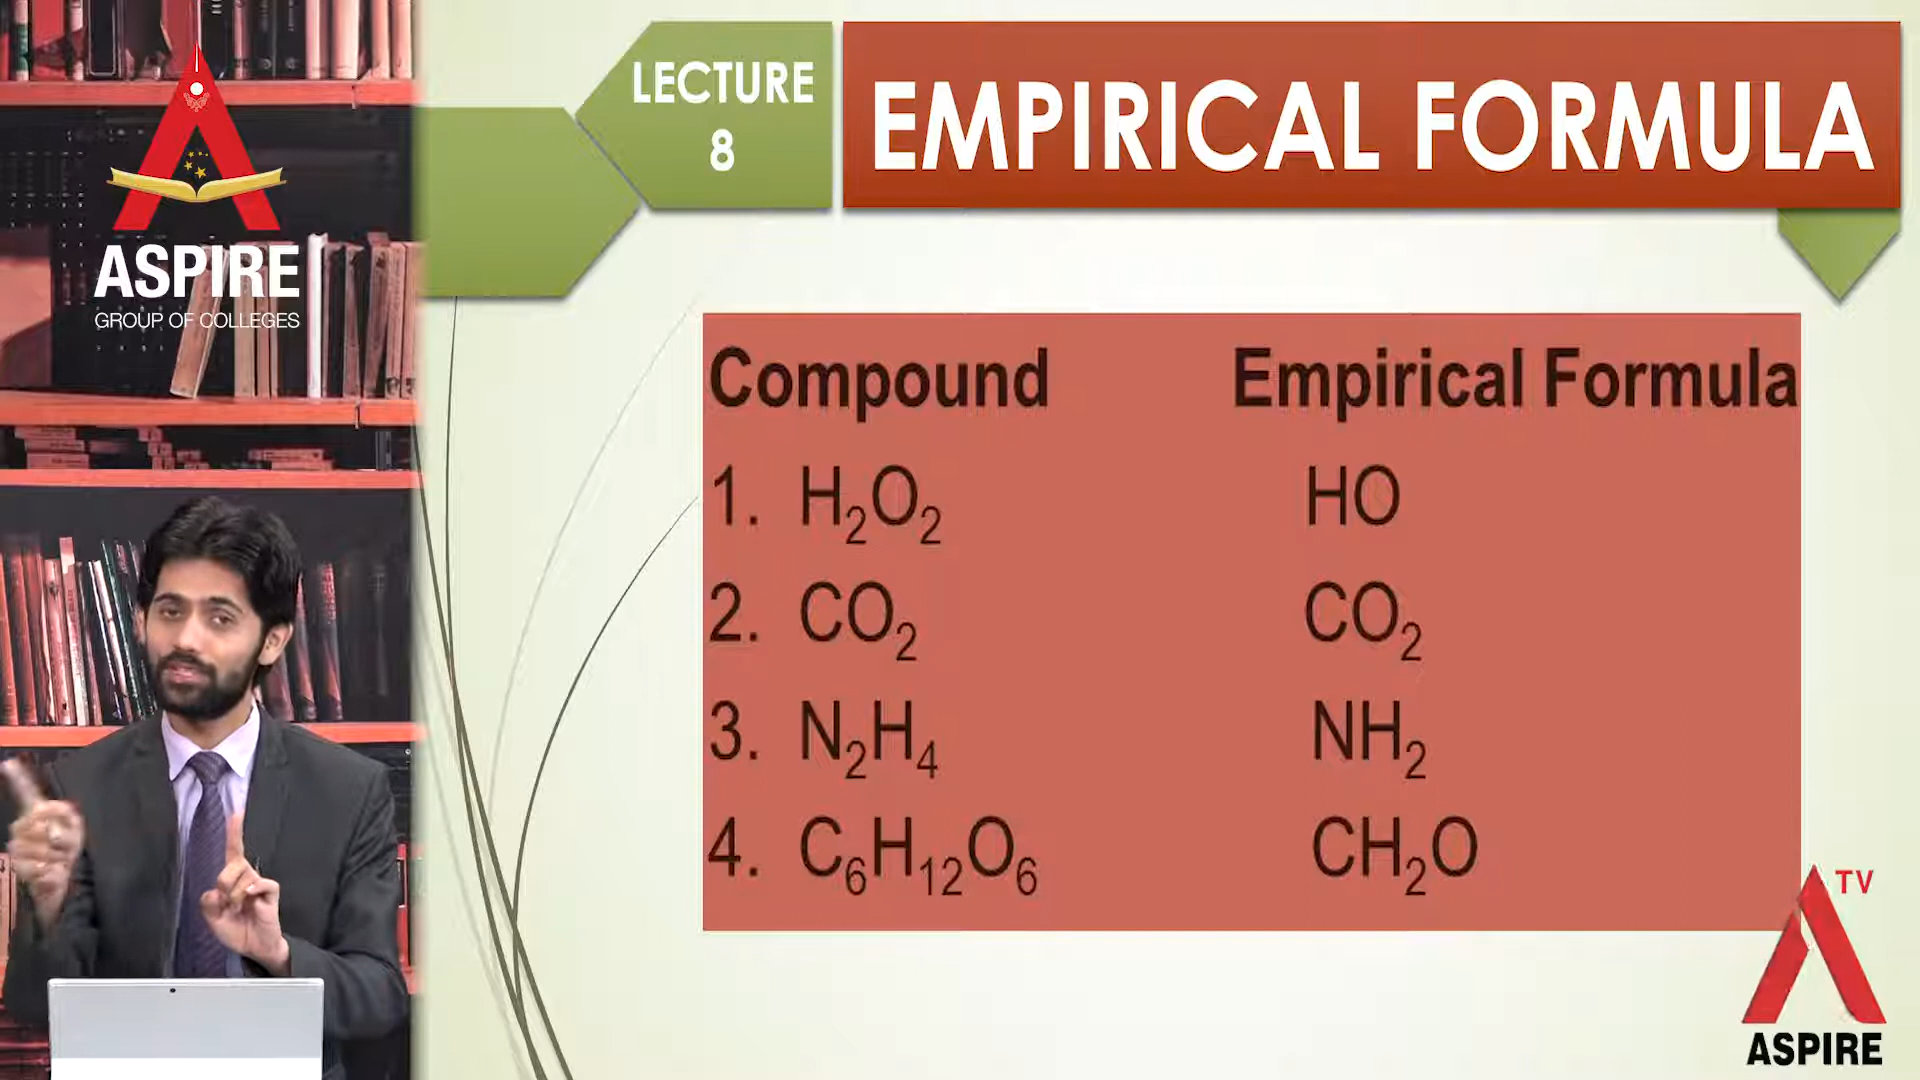 ASPIRE
GROUP OF COLLEGES
LECTURE
8
EMPIRICAL FORMULA
Compound Empirical Formula
1. H₂O₂ HO
2. CO₂ CO₂
3. N₂H₄ NH₂
4. C₆H₁₂O₆ CH₂O
TV
ASPIRE